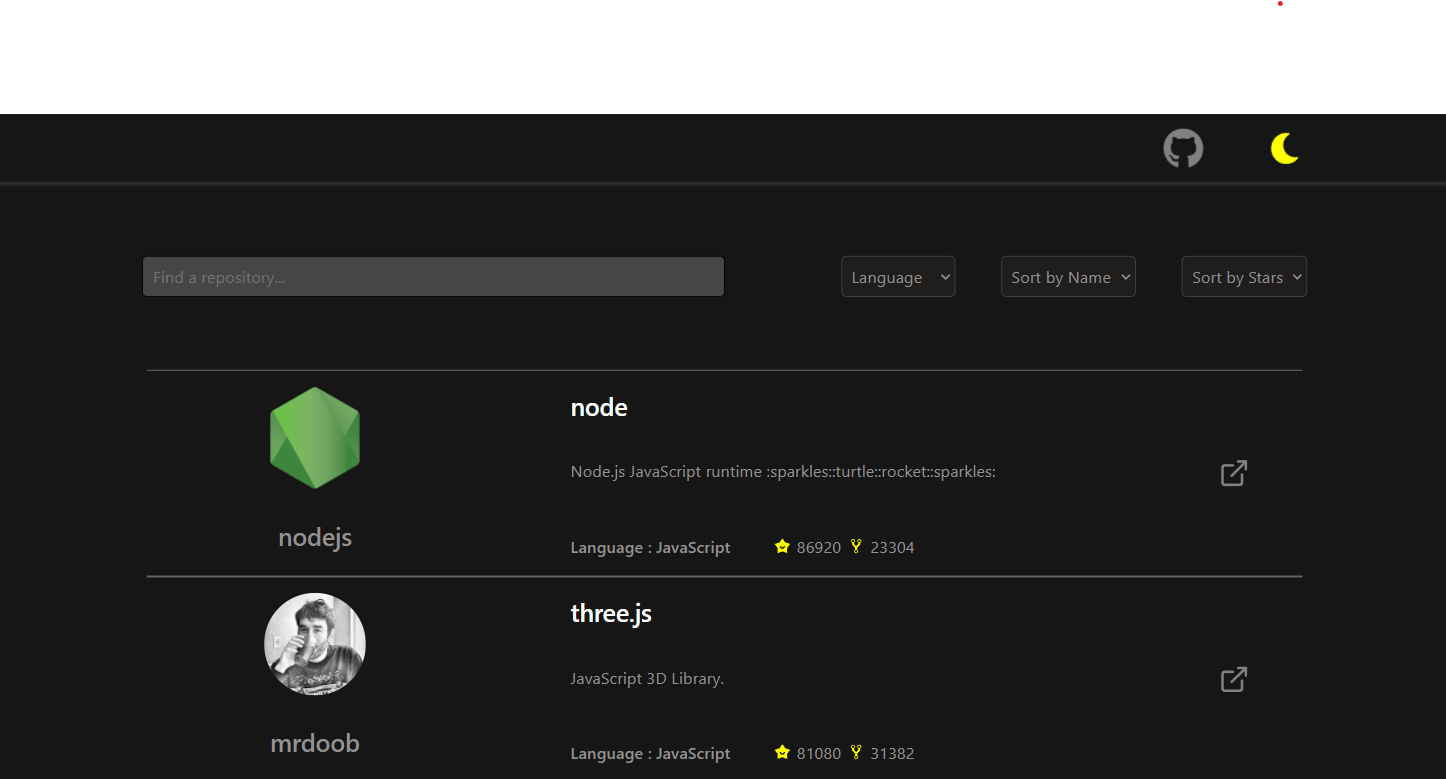 Find a repository...
Language
Sort by Name
Sort by Stars
node
Node.js JavaScript runtime :sparkles::turtle::rocket::sparkles:
nodejs
Language : JavaScript 86920 23304
three.js
JavaScript 3D Library.
mrdoob
Language : JavaScript 81080 31382